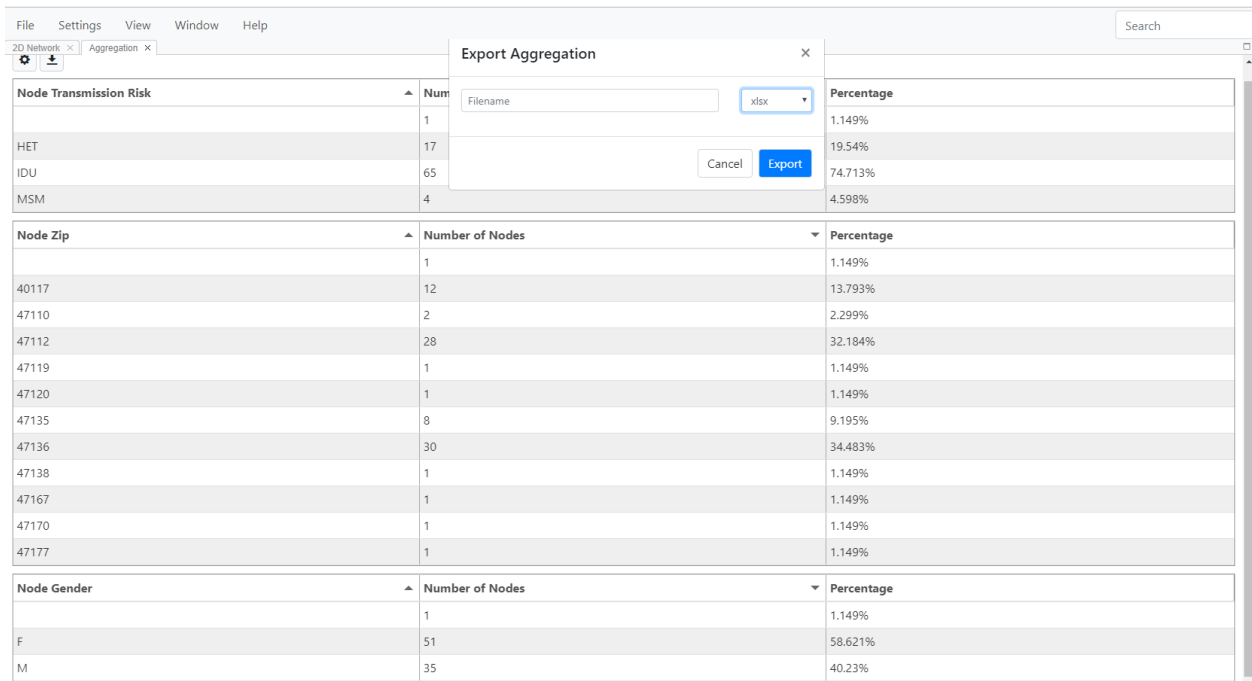 File Settings View Window Help Search
2D Network × Aggregation ×
Export Aggregation ×
Filename xlsx
Cancel Export
Node Transmission Risk Num Percentage
1 1.149%
HET 17 19.54%
IDU 65 74.713%
MSM 4 4.598%
Node Zip Number of Nodes Percentage
1 1.149%
40117 12 13.793%
47110 2 2.299%
47112 28 32.184%
47119 1 1.149%
47120 1 1.149%
47135 8 9.195%
47136 30 34.483%
47138 1 1.149%
47167 1 1.149%
47170 1 1.149%
47177 1 1.149%
Node Gender Number of Nodes Percentage
1 1.149%
F 51 58.621%
M 35 40.23%